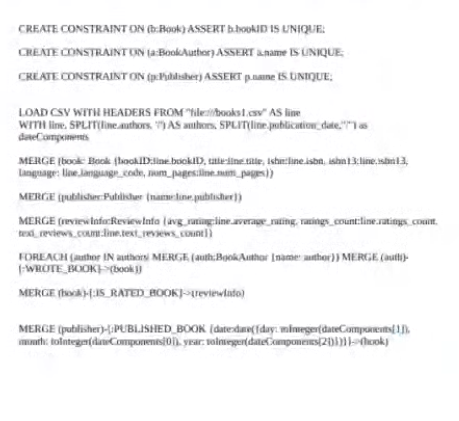 CREATE CONSTRAINT ON (b:Book) ASSERT b.bookID IS UNIQUE;
CREATE CONSTRAINT ON (a:BookAuthor) ASSERT a.name IS UNIQUE;
CREATE CONSTRAINT ON (p:Publisher) ASSERT p.name IS UNIQUE;
LOAD CSV WITH HEADERS FROM "file:///books1.csv" AS line
WITH line, SPLIT(line.authors, "/") AS authors, SPLIT(line.publication_date,"/") as
dateComponents
MERGE (book: Book {bookID:line.bookID, title:line.title, isbn:line.isbn, isbn13:line.isbn13,
language: line.language_code, num_pages:line.num_pages})
MERGE (publisher:Publisher {name:line.publisher})
MERGE (reviewInfo:ReviewInfo {avg_rating:line.average_rating, ratings_count:line.ratings_count,
text_reviews_count:line.text_reviews_count})
FOREACH (author IN authors| MERGE (auth:BookAuthor {name: author}) MERGE (auth)-
[:WROTE_BOOK]->(book))
MERGE (book)-[:IS_RATED_BOOK]->(reviewInfo)
MERGE (publisher)-[:PUBLISHED_BOOK {date:date({day: toInteger(dateComponents[1]),
month: toInteger(dateComponents[0]), year: toInteger(dateComponents[2])})}]->(book)